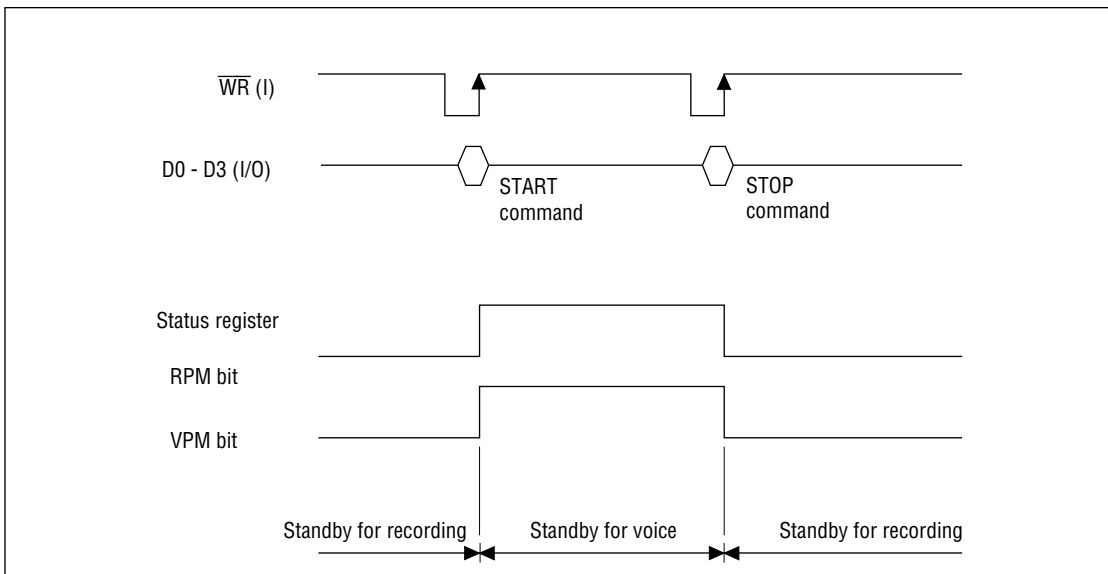 W̅R̅ (I)
D0 - D3 (I/O)
START
command
STOP
command
Status register
RPM bit
VPM bit
Standby for recording
Standby for voice
Standby for recording